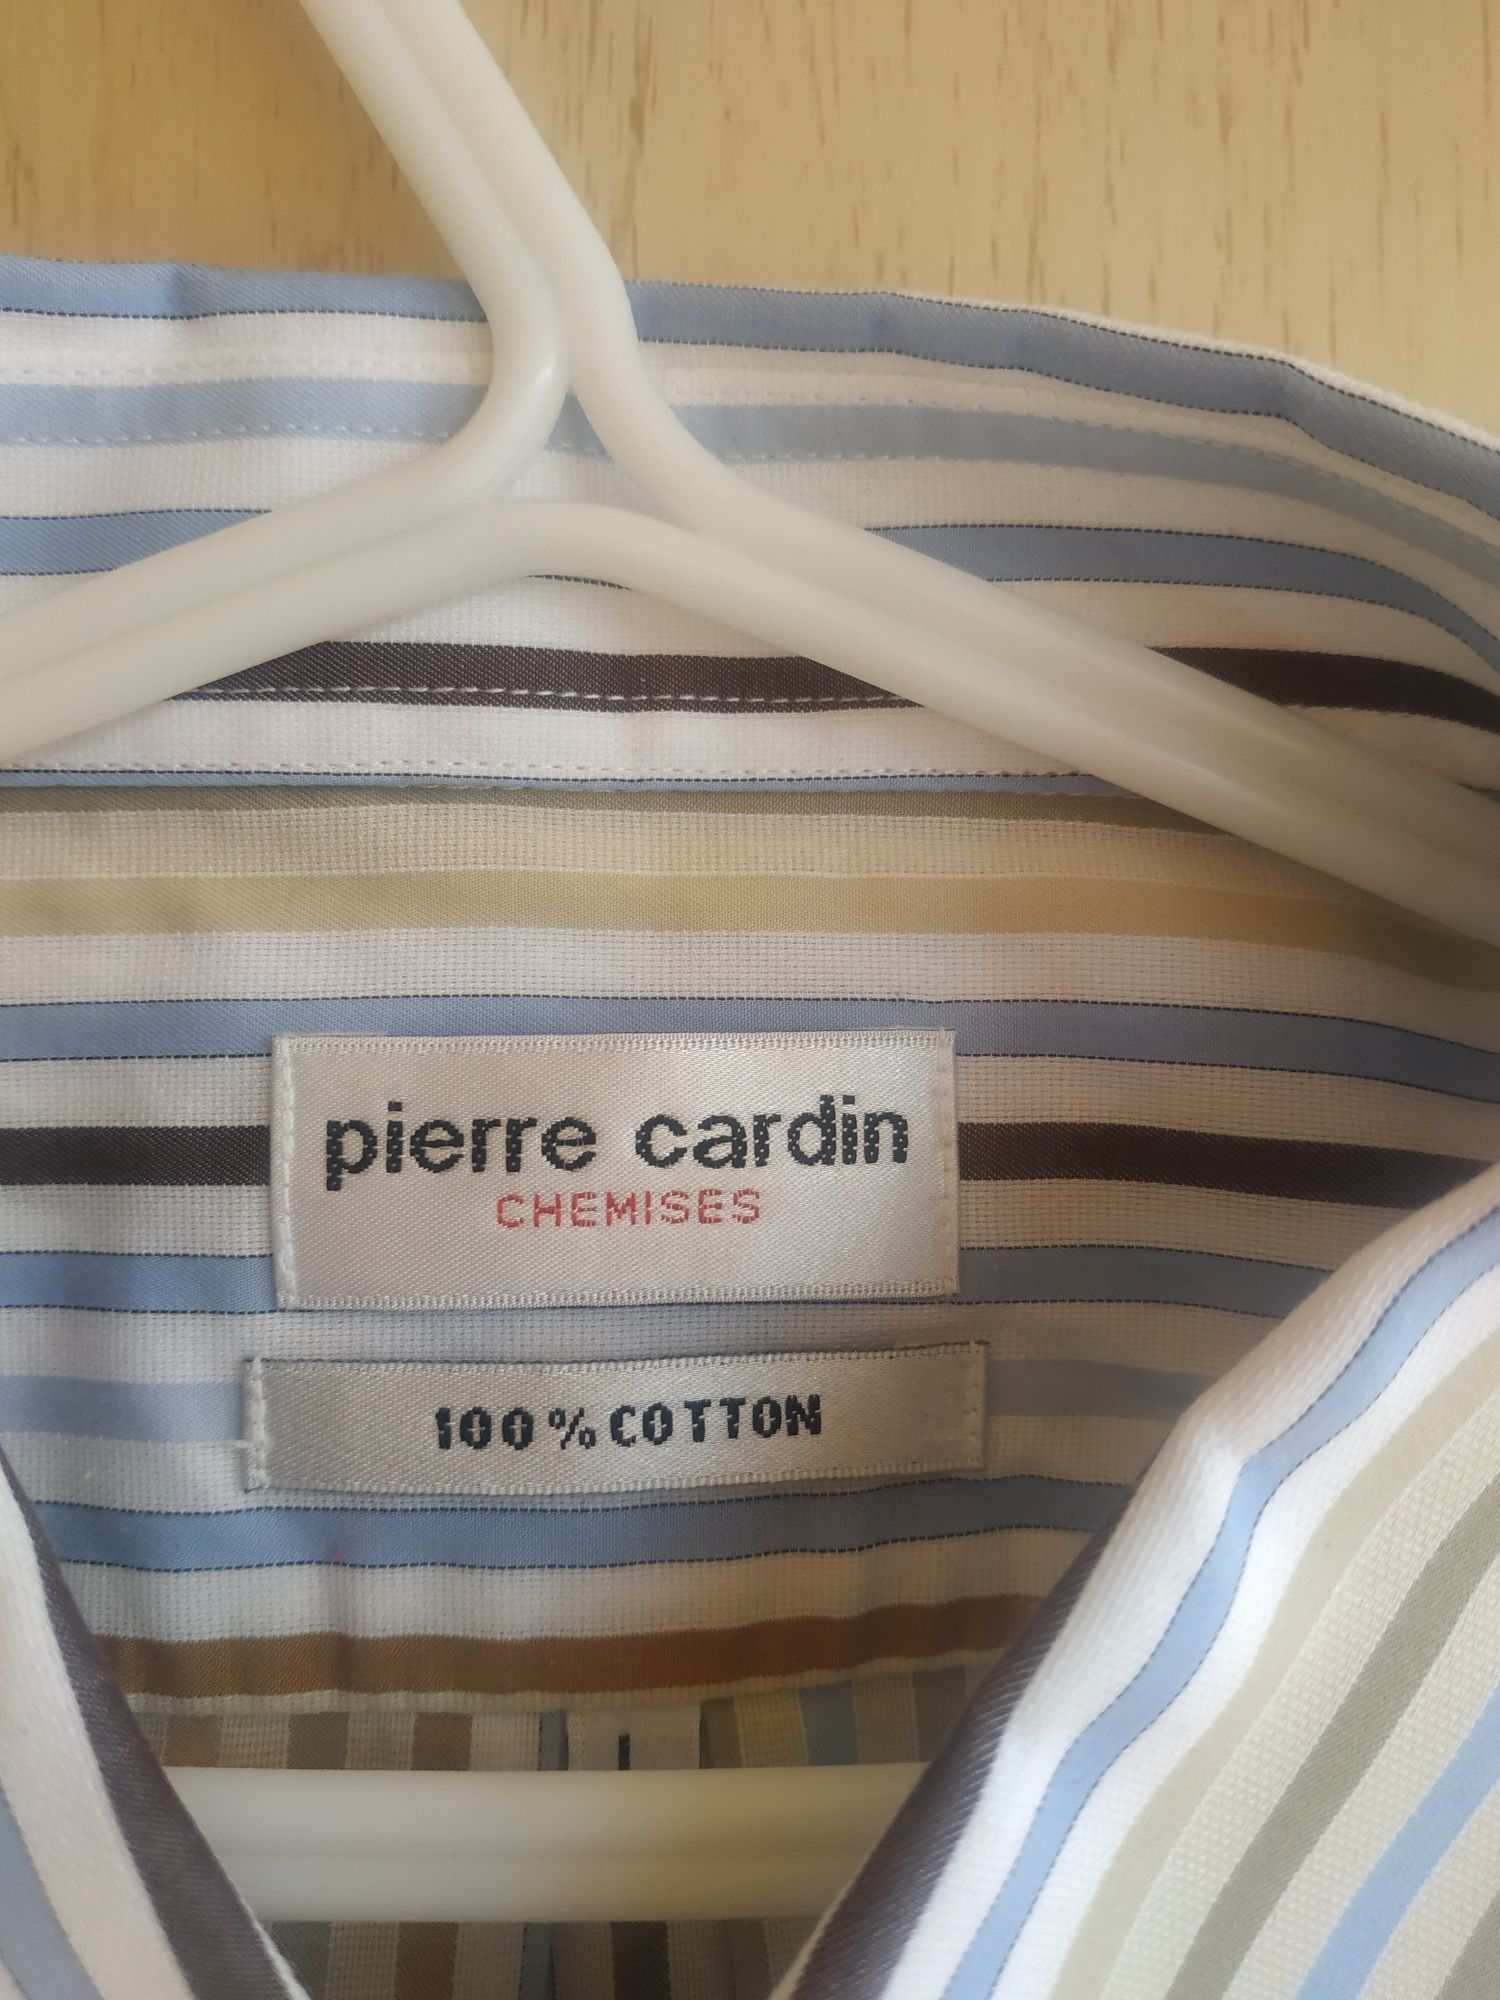 pierre cardin
CHEMISES
100% COTTON